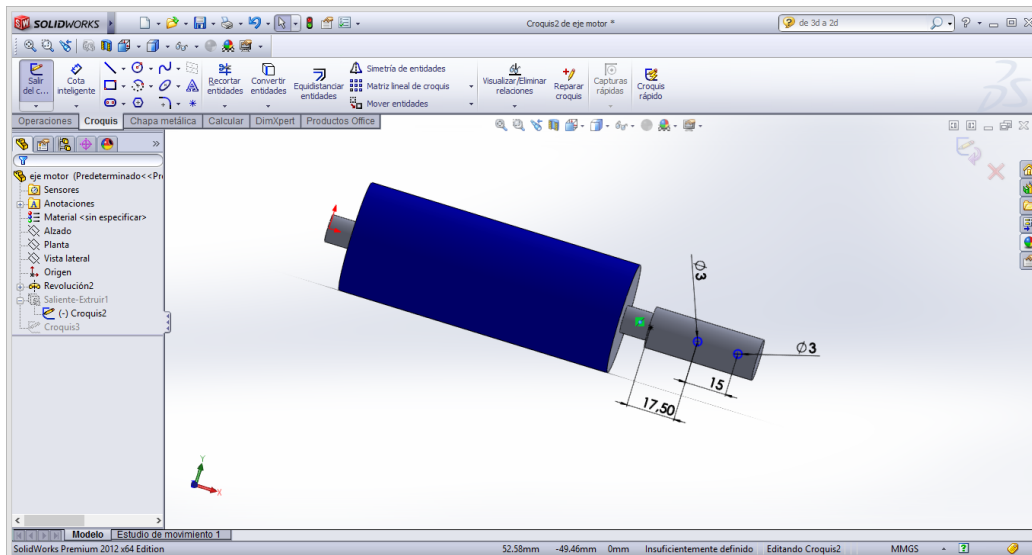 SOLIDWORKS
Croquis2 de eje motor *
de 3d a 2d
Salir del c...
Cota inteligente
Recortar entidades
Convertir entidades
Equidistanciar entidades
Simetría de entidades
Matriz lineal de croquis
Mover entidades
Visualizar/Eliminar relaciones
Reparar croquis
Capturas rápidas
Croquis rápido
Operaciones Croquis Chapa metálica Calcular DimXpert Productos Office
eje motor (Predeterminado<<Pr
Sensores
Anotaciones
Material <sin especificar>
Alzado
Planta
Vista lateral
Origen
Revolución2
Saliente-Extruir1
(-) Croquis2
Croquis3
Ø3
Ø3
15
17,50
Y
X
Modelo Estudio de movimiento 1
SolidWorks Premium 2012 x64 Edition 52.58mm -49.46mm 0mm Insuficientemente definido Editando Croquis2 MMGS